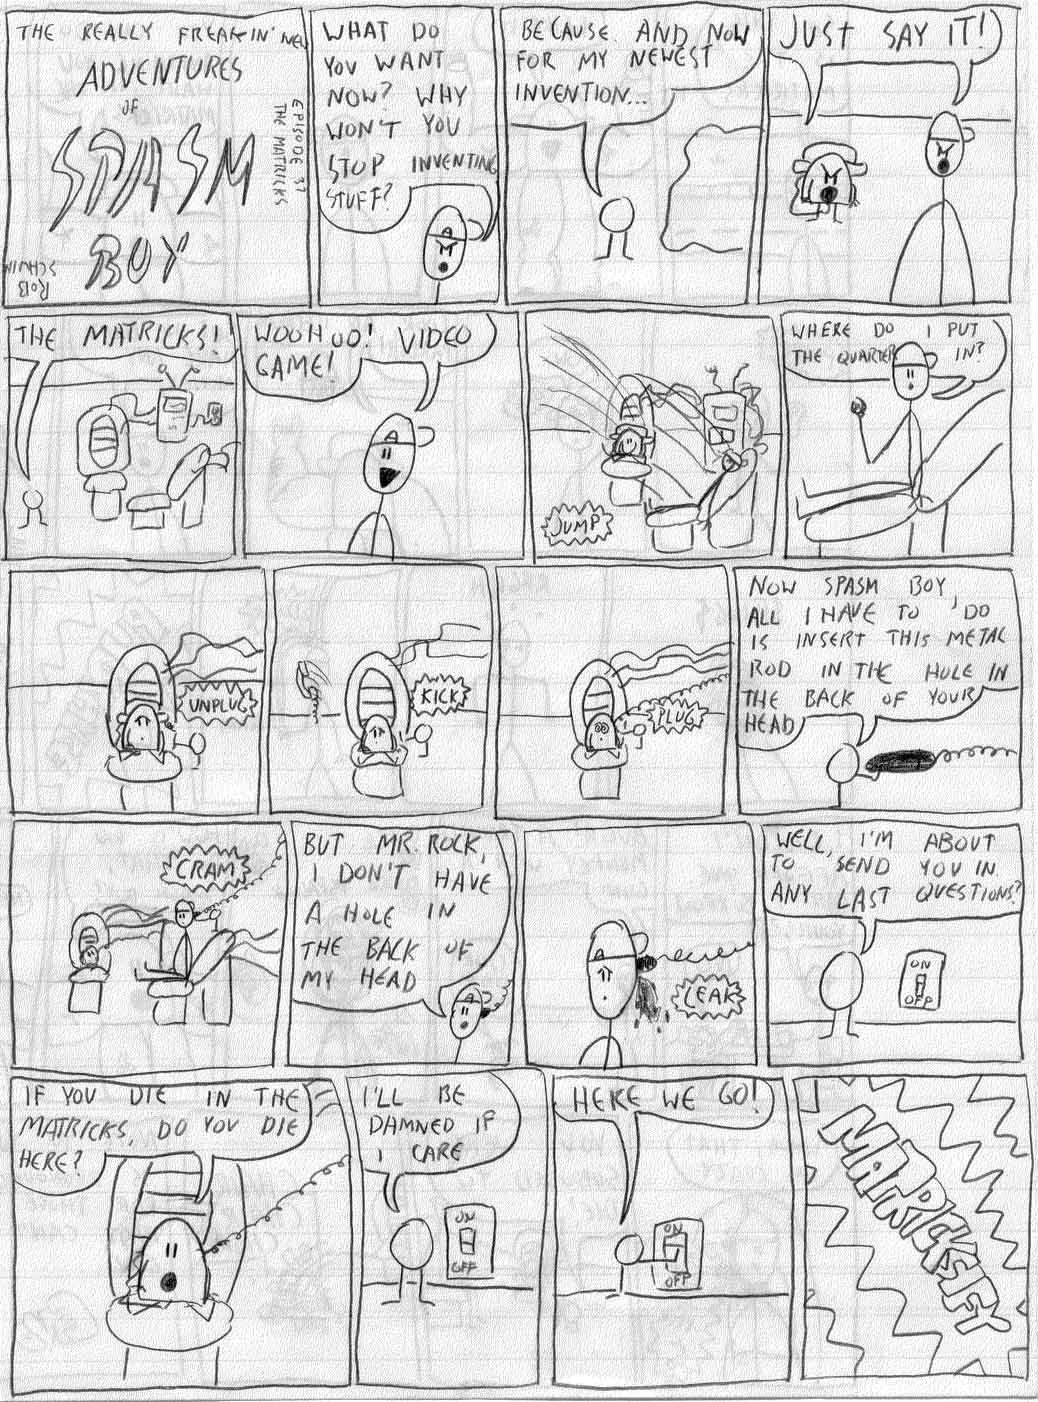 THE REALLY FREAKIN' NEW
ADVENTURES
OF
SPASM
BOY
EPISODE 37
THE MATRICKS
ROB
SCHWIN
WHAT DO
YOU WANT
NOW? WHY
WON'T YOU
STOP INVENTING
STUFF?
BECAUSE. AND NOW
FOR MY NEWEST
INVENTION...
JUST SAY IT!
THE MATRICKS!
WOOHOO! VIDEO
GAME!
JUMP
WHERE DO I PUT
THE QUARTER IN?
UNPLUG
KICK
PLUG
NOW SPASM BOY,
ALL I HAVE TO DO
IS INSERT THIS METAL
ROD IN THE HOLE IN
THE BACK OF YOUR
HEAD
CRAM
BUT MR. ROCK,
I DON'T HAVE
A HOLE IN
THE BACK OF
MY HEAD
LEAK
WELL, I'M ABOUT
TO SEND YOU IN.
ANY LAST QUESTIONS?
ON
OFF
IF YOU DIE IN THE
MATRICKS, DO YOU DIE
HERE?
I'LL BE
DAMNED IF
I CARE
ON
OFF
HERE WE GO!
ON
OFF
MATRICKSIFY